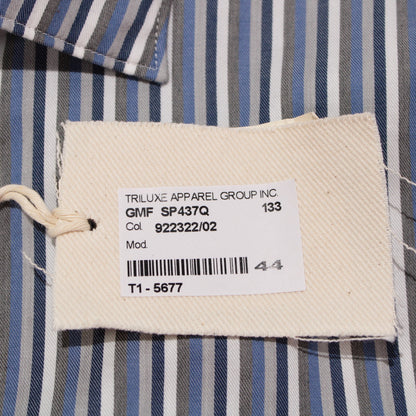 TRILUXE APPAREL GROUP INC.
GMF SP437Q 133
Col. 922322/02
Mod.
44
T1 - 5677